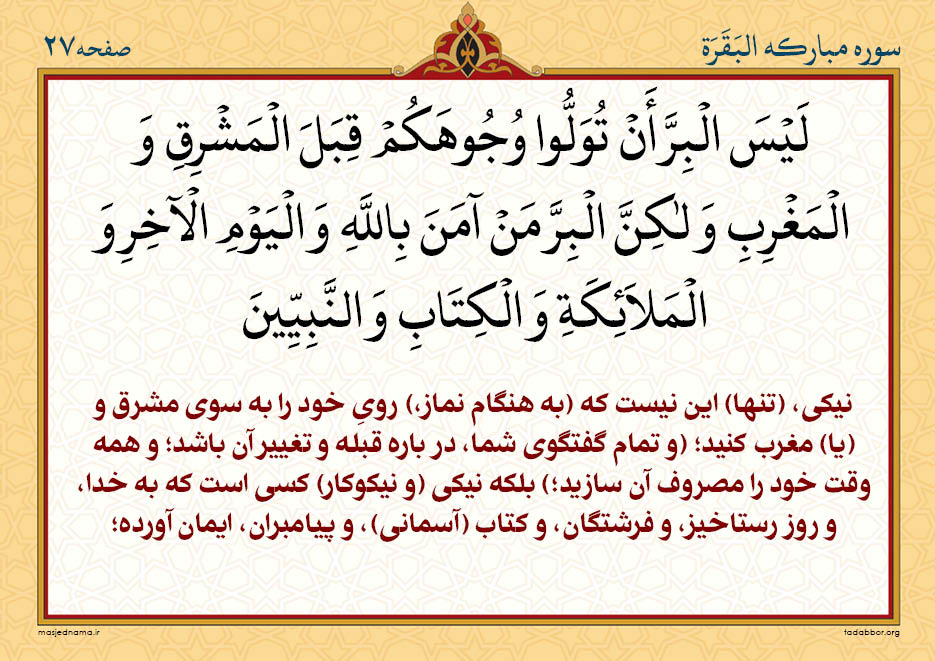 سوره مبارکه البَقَرَة
صفحه۲۷
لَیْسَ الْبِرَّ أَنْ تُوَلُّوا وُجُوهَکُمْ قِبَلَ الْمَشْرِقِ وَ
الْمَغْرِبِ وَ لٰکِنَّ الْبِرَّ مَنْ آمَنَ بِاللَّهِ وَ الْیَوْمِ الْآخِرِ وَ
الْمَلاَئِکَةِ وَ الْکِتَابِ وَ النَّبِیِّینَ
نیکی، (تنها) این نیست که (به هنگام نماز،) رویِ خود را به سوی مشرق و
(یا) مغرب کنید؛ (و تمام گفتگوی شما، در باره قبله و تغییر آن باشد؛ و همه
وقت خود را مصروف آن سازید؛) بلکه نیکی (و نیکوکار) کسی است که به خدا،
و روز رستاخیز، و فرشتگان، و کتاب (آسمانی)، و پیامبران، ایمان آورده؛
masjednama.ir
tadabbor.org